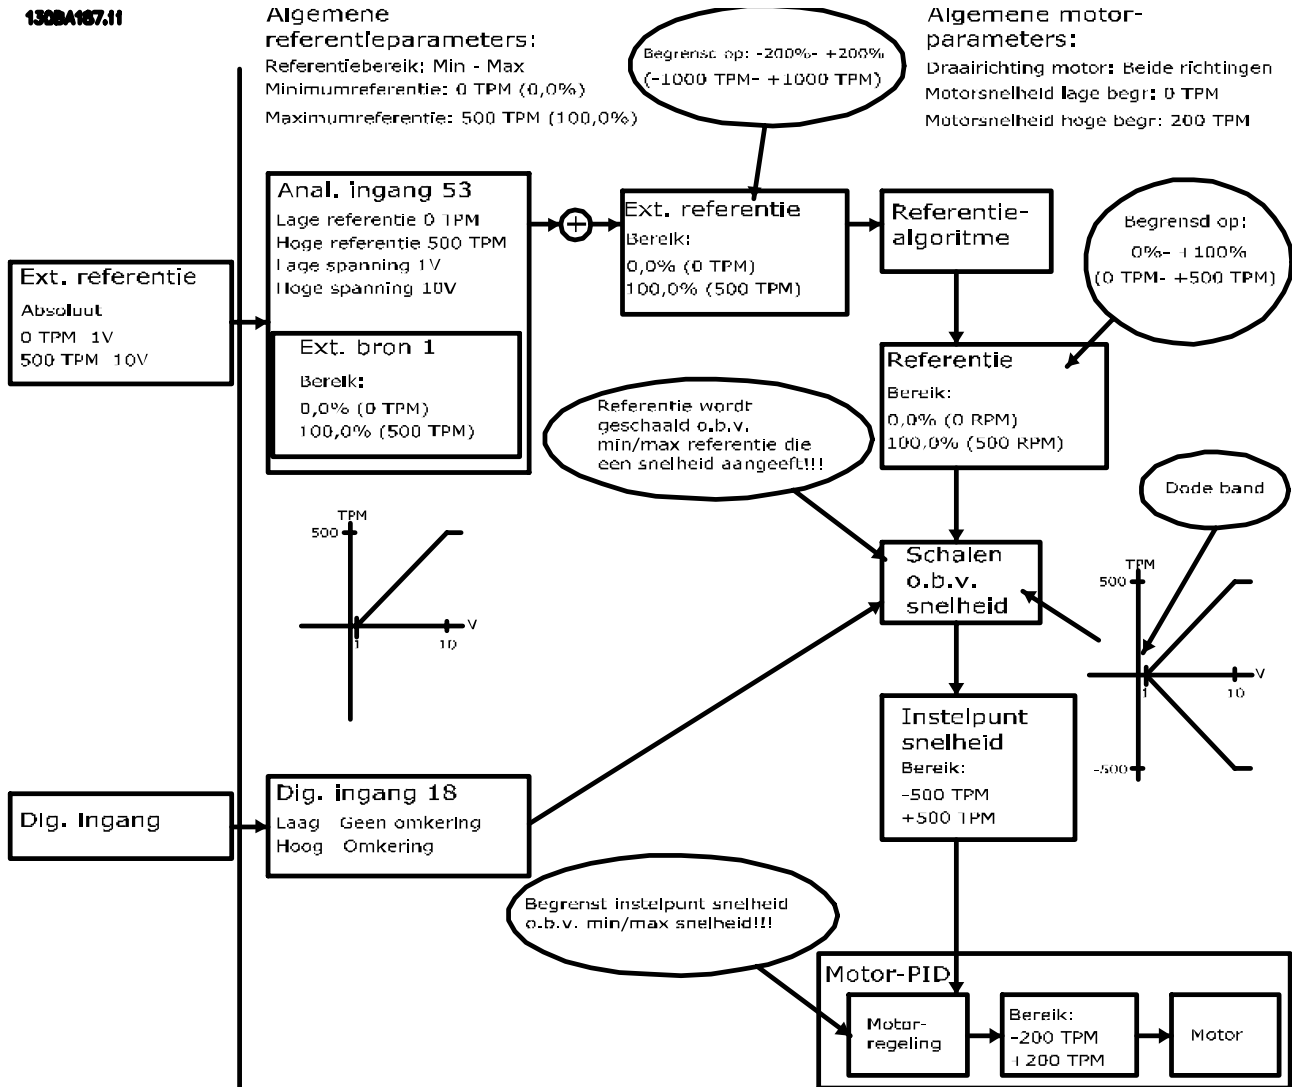 130BA187.11
Algemene
referentieparameters:
Referentiebereik: Min - Max
Minimumreferentie: 0 TPM (0,0%)
Maximumreferentie: 500 TPM (100,0%)
Begrensd op: -200%- +200%
(-1000 TPM- +1000 TPM)
Algemene motor-
parameters:
Draairichting motor: Beide richtingen
Motorsnelheid lage begr: 0 TPM
Motorsnelheid hoge begr: 200 TPM
Ext. referentie
Absoluut
0 TPM 1V
500 TPM 10V
Anal. ingang 53
Lage referentie 0 TPM
Hoge referentie 500 TPM
Lage spanning 1V
Hoge spanning 10V
Ext. bron 1
Bereik:
0,0% (0 TPM)
100,0% (500 TPM)
+
Ext. referentie
Bereik:
0,0% (0 TPM)
100,0% (500 TPM)
Referentie-
algoritme
Begrensd op:
0%- +100%
(0 TPM- +500 TPM)
Referentie
Bereik:
0,0% (0 RPM)
100,0% (500 RPM)
Referentie wordt
geschaald o.b.v.
min/max referentie die
een snelheid aangeeft!!!
Dode band
TPM
500
V
1
10
Schalen
o.b.v.
snelheid
TPM
500
V
1
10
-500
Instelpunt
snelheid
Bereik:
-500 TPM
+500 TPM
Dig. Ingang
Dig. ingang 18
Laag Geen omkering
Hoog Omkering
Begrenst instelpunt snelheid
o.b.v. min/max snelheid!!!
Motor-PID
Motor-
regeling
Bereik:
-200 TPM
+200 TPM
Motor